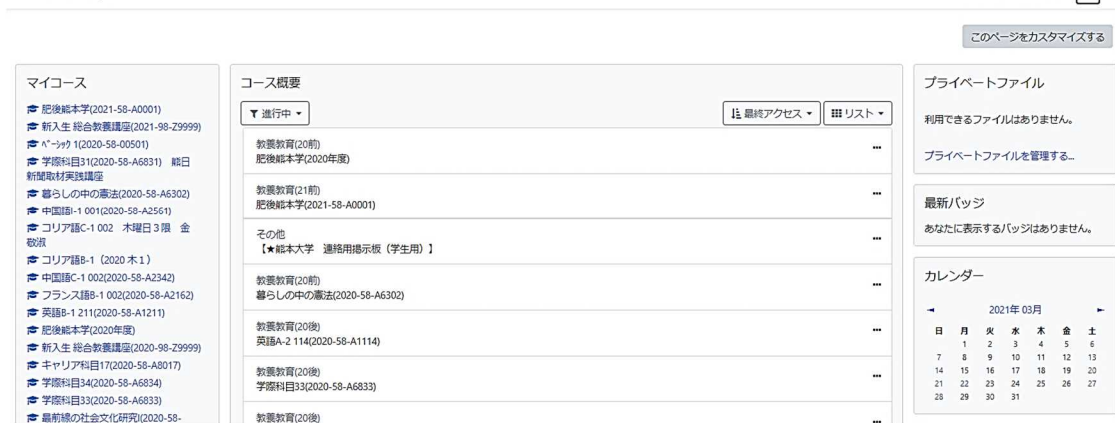 このページをカスタマイズする
マイコース
肥後熊本学(2021-58-A0001)
新入生 総合教養講座(2021-98-Z9999)
ベーシック 1(2020-58-00501)
学際科目31(2020-58-A6831) 熊日
新聞取材実践講座
暮らしの中の憲法(2020-58-A6302)
中国語I-1 001(2020-58-A2561)
コリア語C-1 002 木曜日3限 金
敬淑
コリア語B-1(2020 木1)
中国語C-1 002(2020-58-A2342)
フランス語B-1 002(2020-58-A2162)
英語B-1 211(2020-58-A1211)
肥後熊本学(2020年度)
新入生 総合教養講座(2020-98-Z9999)
キャリア科目17(2020-58-A8017)
学際科目34(2020-58-A6834)
学際科目33(2020-58-A6833)
最前線の社会文化研究I(2020-58-
コース概要
進行中
最終アクセス
リスト
教養教育(20前)
肥後熊本学(2020年度)
教養教育(21前)
肥後熊本学(2021-58-A0001)
その他
【★熊本大学 連絡用掲示板(学生用)】
教養教育(20前)
暮らしの中の憲法(2020-58-A6302)
教養教育(20後)
英語A-2 114(2020-58-A1114)
教養教育(20後)
学際科目33(2020-58-A6833)
教養教育(20後)
プライベートファイル
利用できるファイルはありません。
プライベートファイルを管理する...
最新バッジ
あなたに表示するバッジはありません。
カレンダー
2021年 03月
日 月 火 水 木 金 土
1 2 3 4 5 6
7 8 9 10 11 12 13
14 15 16 17 18 19 20
21 22 23 24 25 26 27
28 29 30 31